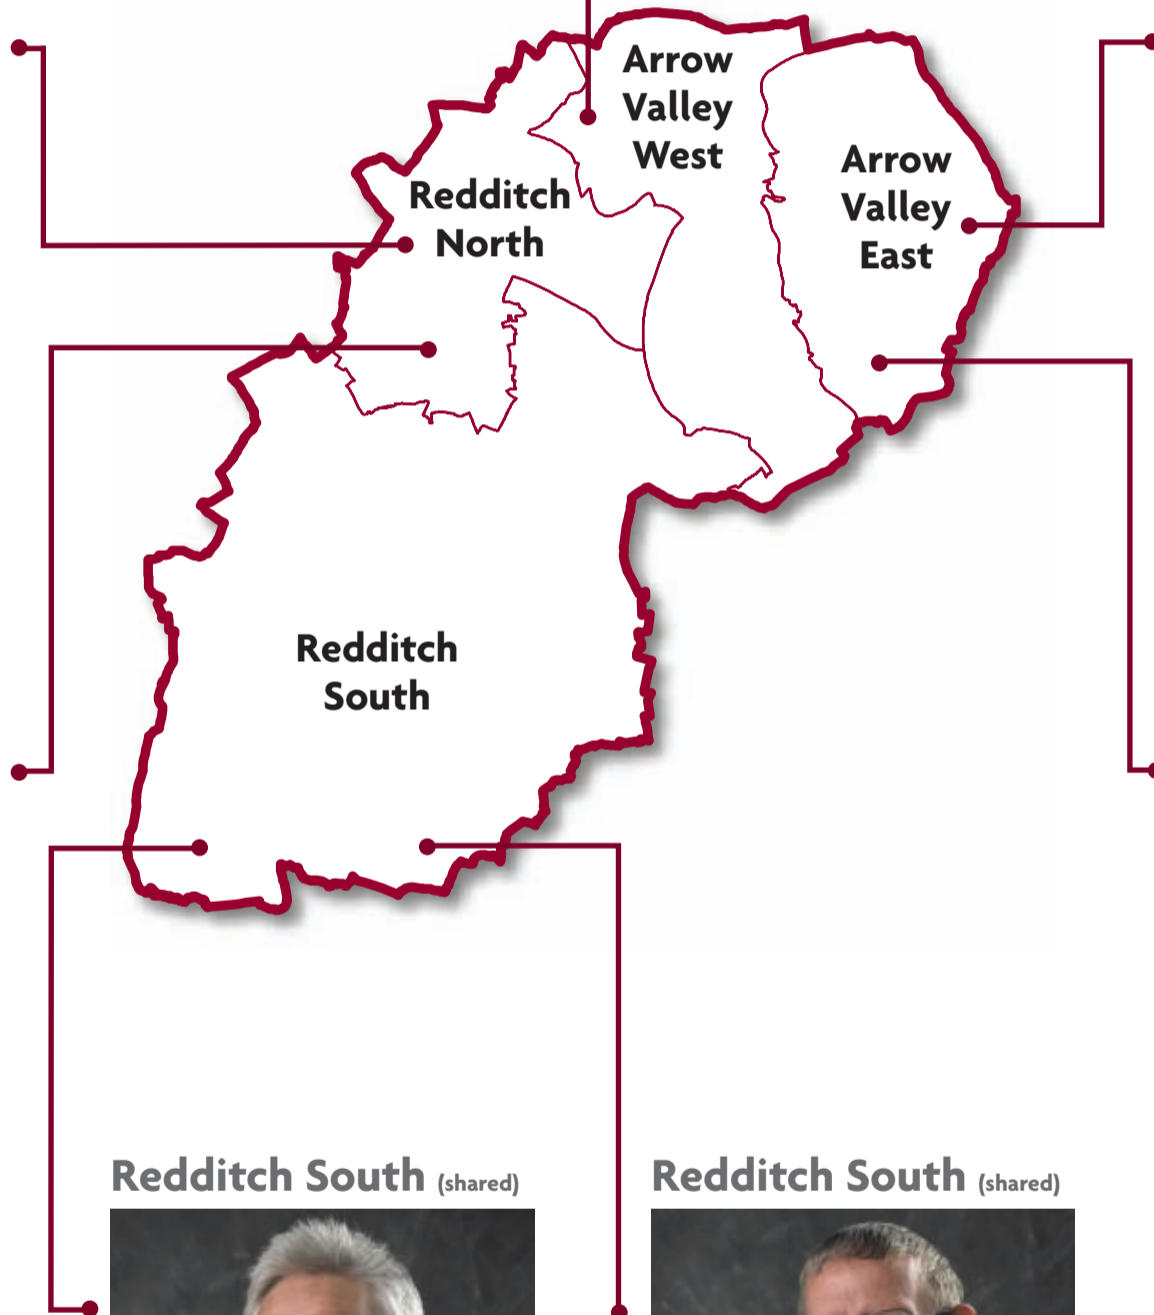 Arrow
Valley
West
Arrow
Valley
East
Redditch
North
Redditch
South
Redditch South (shared)
Redditch South (shared)